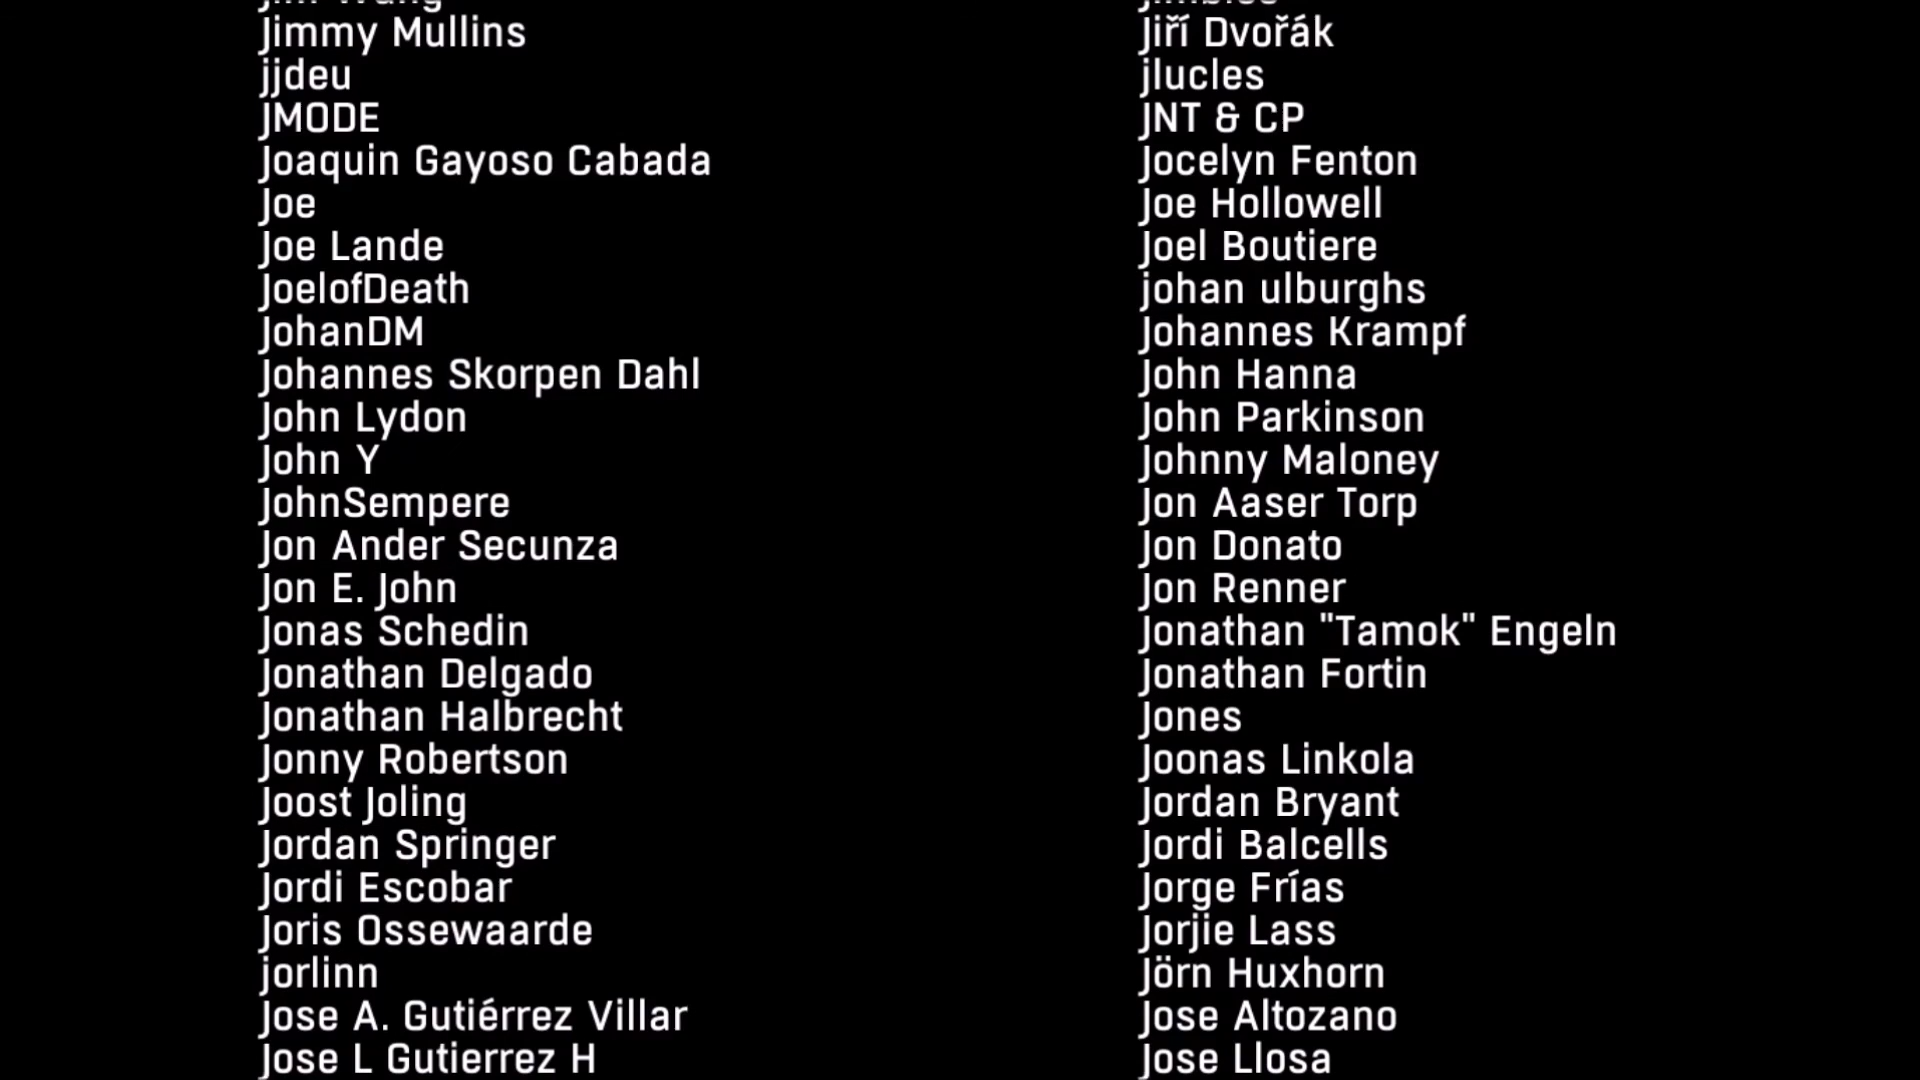 Jimmy Mullins
Jiří Dvořák
jjdeu
jlucles
JMODE
JNT & CP
Joaquin Gayoso Cabada
Jocelyn Fenton
Joe
Joe Hollowell
Joe Lande
Joel Boutiere
JoelofDeath
johan ulburghs
JohanDM
Johannes Krampf
Johannes Skorpen Dahl
John Hanna
John Lydon
John Parkinson
John Y
Johnny Maloney
JohnSempere
Jon Aaser Torp
Jon Ander Secunza
Jon Donato
Jon E. John
Jon Renner
Jonas Schedin
Jonathan "Tamok" Engeln
Jonathan Delgado
Jonathan Fortin
Jonathan Halbrecht
Jones
Jonny Robertson
Joonas Linkola
Joost Joling
Jordan Bryant
Jordan Springer
Jordi Balcells
Jordi Escobar
Jorge Frías
Joris Ossewaarde
Jorjie Lass
jorlinn
Jörn Huxhorn
Jose A. Gutiérrez Villar
Jose Altozano
Jose L Gutierrez H
Jose Llosa